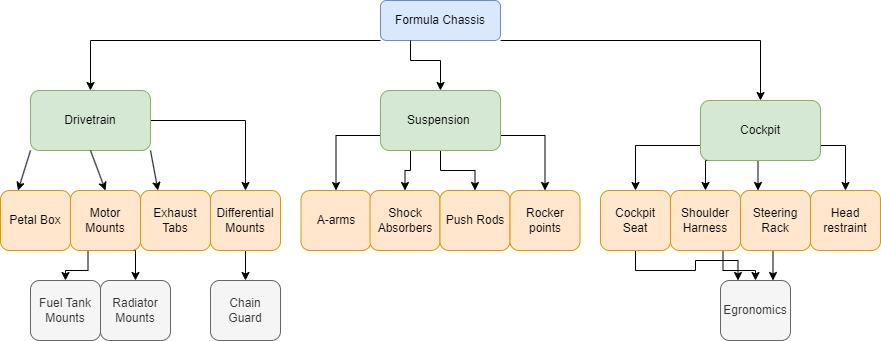 Formula Chassis
Drivetrain
Suspension
Cockpit
Petal Box
Motor
Mounts
Exhaust
Tabs
Differential
Mounts
A-arms
Shock
Absorbers
Push Rods
Rocker
points
Cockpit
Seat
Shoulder
Harness
Steering
Rack
Head
restraint
Fuel Tank
Mounts
Radiator
Mounts
Chain
Guard
Egronomics